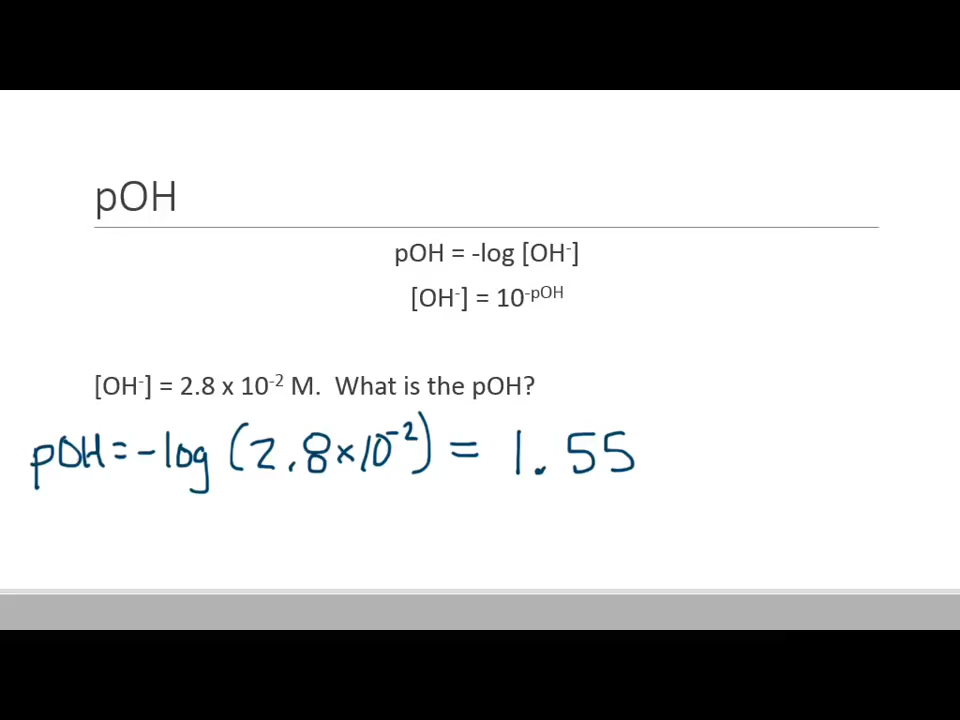 pOH
pOH = -log [OH⁻]
[OH⁻] = 10⁻ᵖᴼᴴ
[OH⁻] = 2.8 x 10⁻² M.  What is the pOH?
pOH = -log (2.8×10⁻²) = 1.55